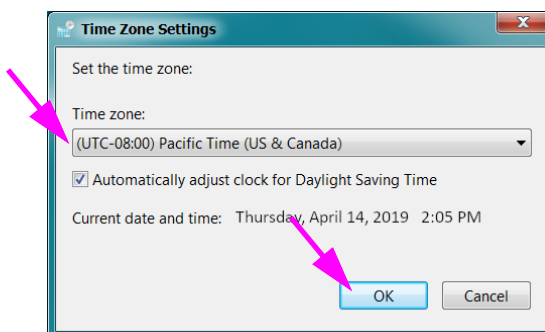 Time Zone Settings
Set the time zone:
Time zone:
(UTC-08:00) Pacific Time (US & Canada)
Automatically adjust clock for Daylight Saving Time
Current date and time: Thursday, April 14, 2019 2:05 PM
OK Cancel